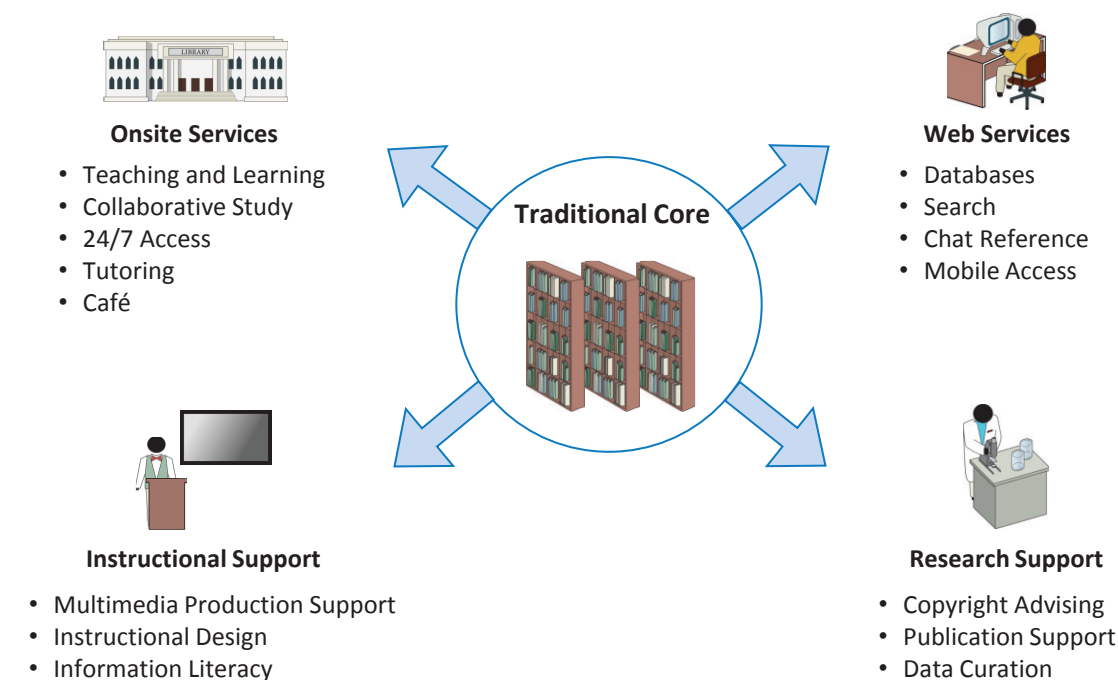 LIBRARY
Onsite Services
• Teaching and Learning
• Collaborative Study
• 24/7 Access
• Tutoring
• Café
Web Services
• Databases
• Search
• Chat Reference
• Mobile Access
Traditional Core
Instructional Support
• Multimedia Production Support
• Instructional Design
• Information Literacy
Research Support
• Copyright Advising
• Publication Support
• Data Curation